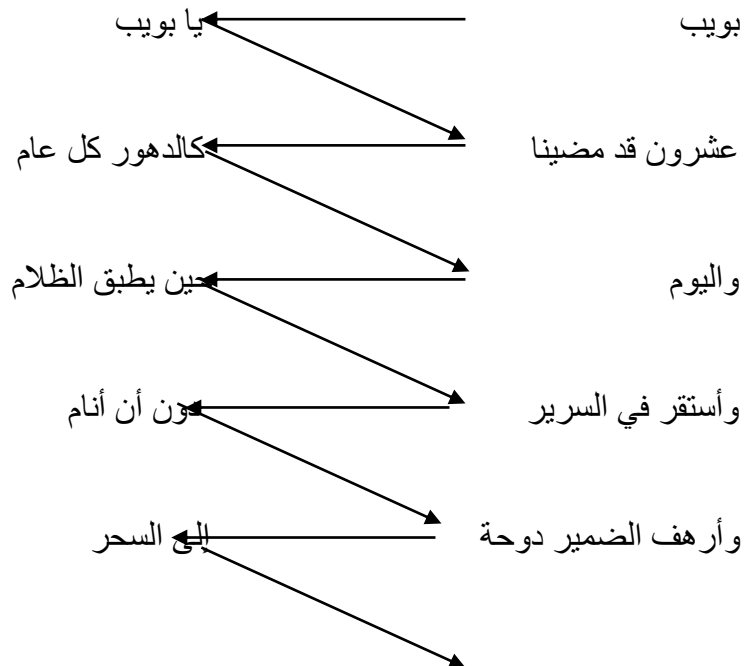 بويب يا بويب
عشرون قد مضينا كالدهور كل عام
واليوم حين يطبق الظلام
وأستقر في السرير دون أن أنام
وأرهف الضمير دوحة إلى السحر